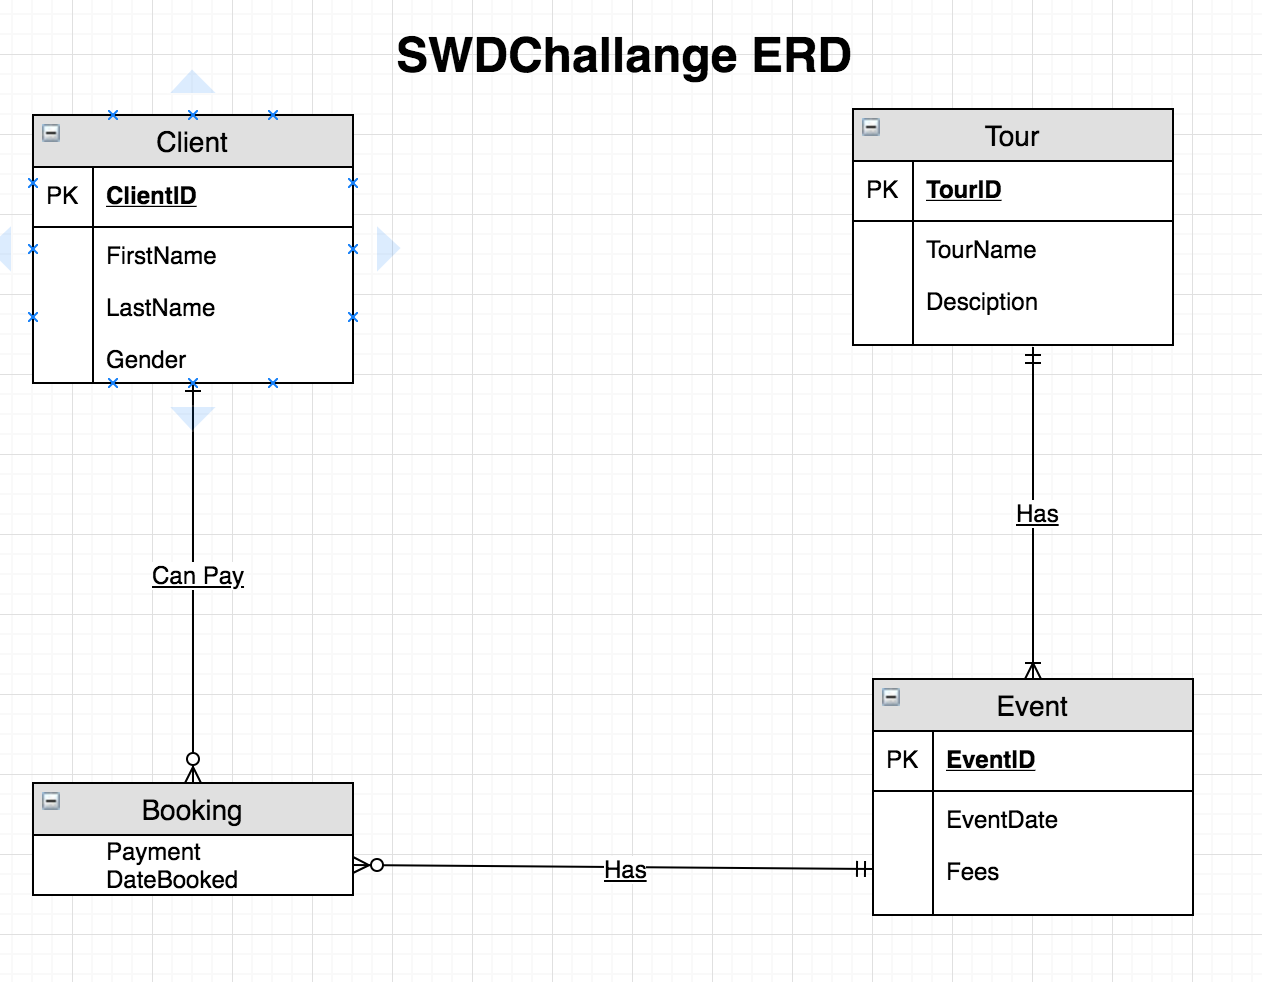 SWDChallange ERD
Client
PK ClientID
FirstName
LastName
Gender
Tour
PK TourID
TourName
Desciption
Can Pay
Has
Booking
Payment
DateBooked
Has
Event
PK EventID
EventDate
Fees